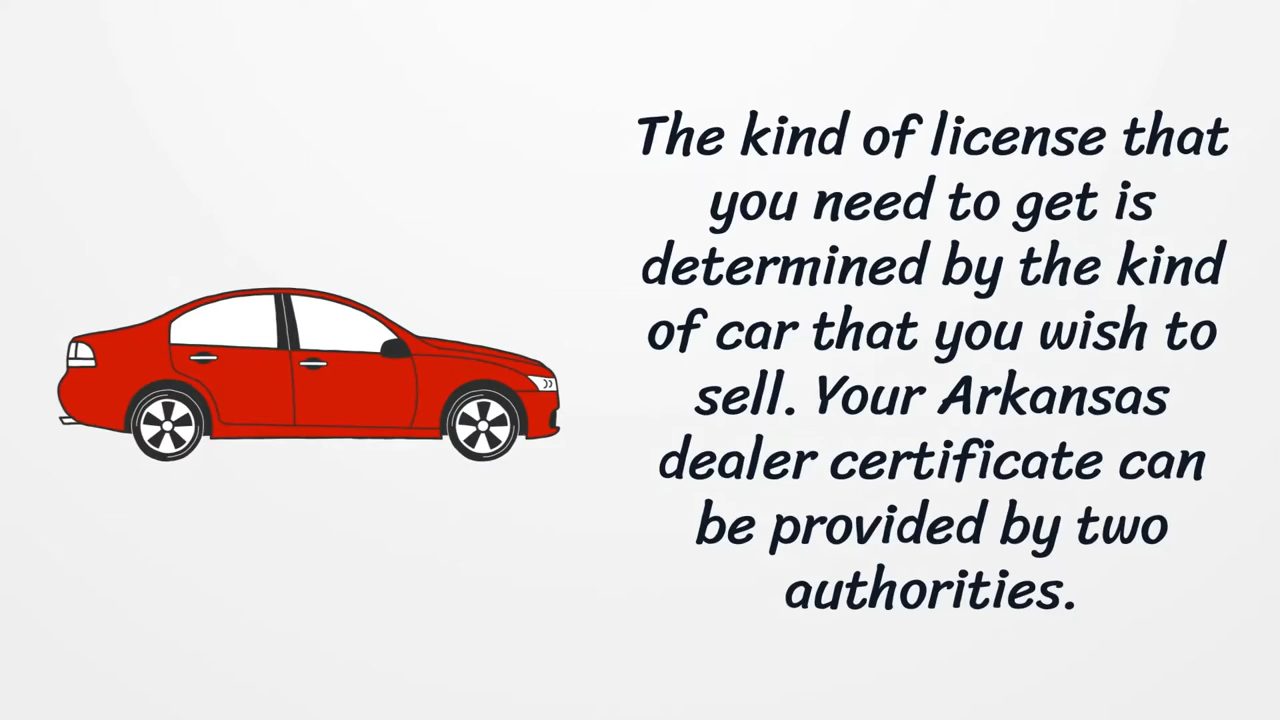 The kind of license that
you need to get is
determined by the kind
of car that you wish to
sell. Your Arkansas
dealer certificate can
be provided by two
authorities.